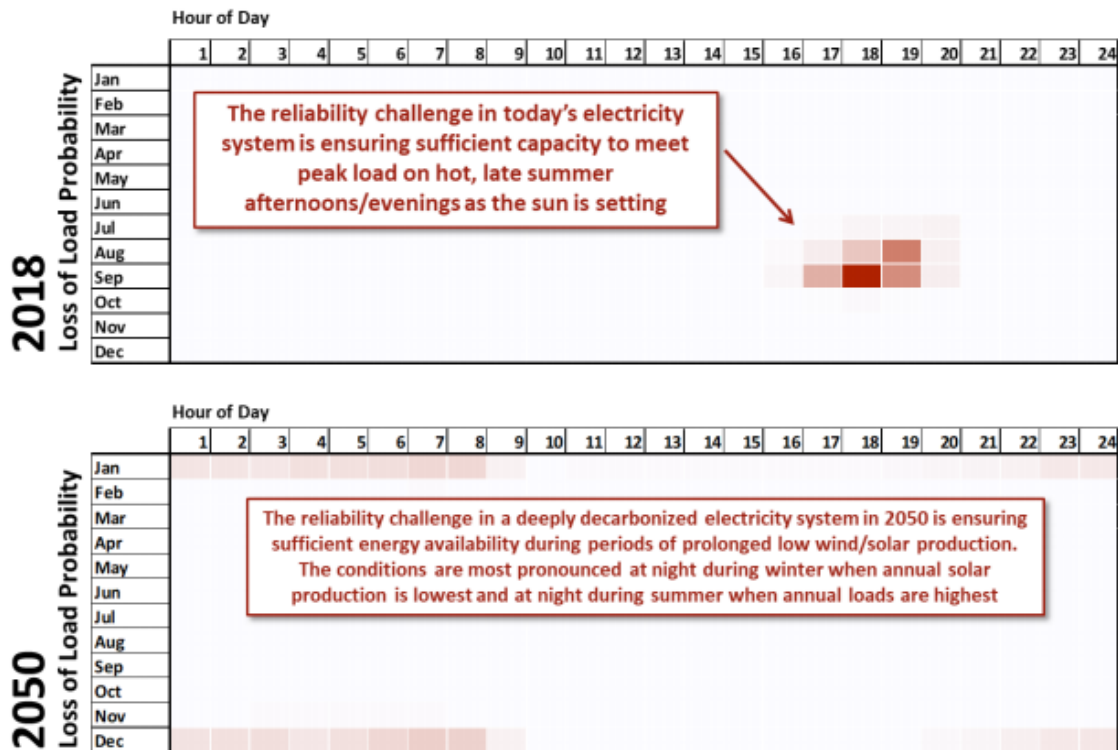 Hour of Day
1 2 3 4 5 6 7 8 9 10 11 12 13 14 15 16 17 18 19 20 21 22 23 24
2018
Loss of Load Probability
Jan
Feb
Mar
Apr
May
Jun
Jul
Aug
Sep
Oct
Nov
Dec
The reliability challenge in today's electricity
system is ensuring sufficient capacity to meet
peak load on hot, late summer
afternoons/evenings as the sun is setting
Hour of Day
1 2 3 4 5 6 7 8 9 10 11 12 13 14 15 16 17 18 19 20 21 22 23 24
2050
Loss of Load Probability
Jan
Feb
Mar
Apr
May
Jun
Jul
Aug
Sep
Oct
Nov
Dec
The reliability challenge in a deeply decarbonized electricity system in 2050 is ensuring
sufficient energy availability during periods of prolonged low wind/solar production.
The conditions are most pronounced at night during winter when annual solar
production is lowest and at night during summer when annual loads are highest